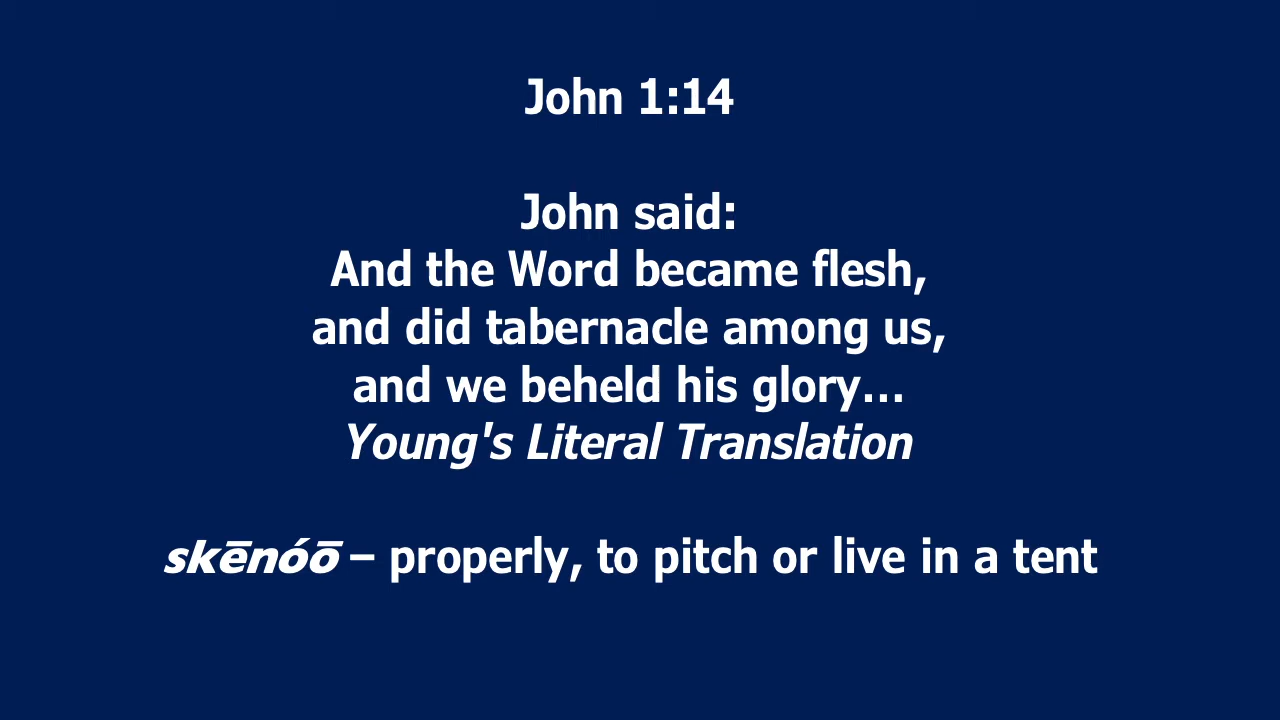 John 1:14
John said:
And the Word became flesh,
and did tabernacle among us,
and we beheld his glory…
Young's Literal Translation
skēnóō – properly, to pitch or live in a tent